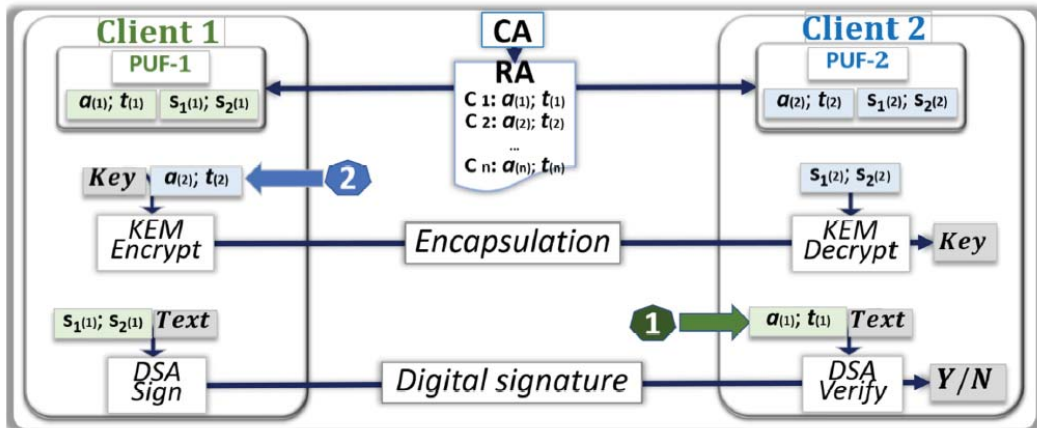 Client 1
CA
Client 2
PUF-1
RA
PUF-2
a(1); t(1)
s1(1); s2(1)
C 1: a(1); t(1)
C 2: a(2); t(2)
...
C n: a(n); t(n)
a(2); t(2)
s1(2); s2(2)
Key
a(2); t(2)
2
s1(2); s2(2)
KEM
Encrypt
Encapsulation
KEM
Decrypt
Key
s1(1); s2(1)
Text
1
a(1); t(1)
Text
DSA
Sign
Digital signature
DSA
Verify
Y/N